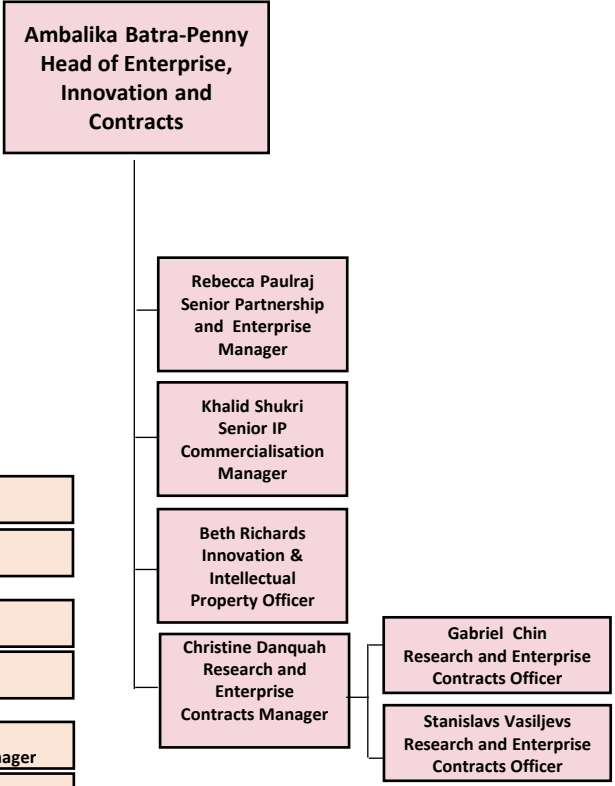 Ambalika Batra-Penny
Head of Enterprise,
Innovation and
Contracts
Rebecca Paulraj
Senior Partnership
and Enterprise
Manager
Khalid Shukri
Senior IP
Commercialisation
Manager
Beth Richards
Innovation &
Intellectual
Property Officer
Christine Danquah
Research and
Enterprise
Contracts Manager
Gabriel Chin
Research and Enterprise
Contracts Officer
Stanislavs Vasiljevs
Research and Enterprise
Contracts Officer